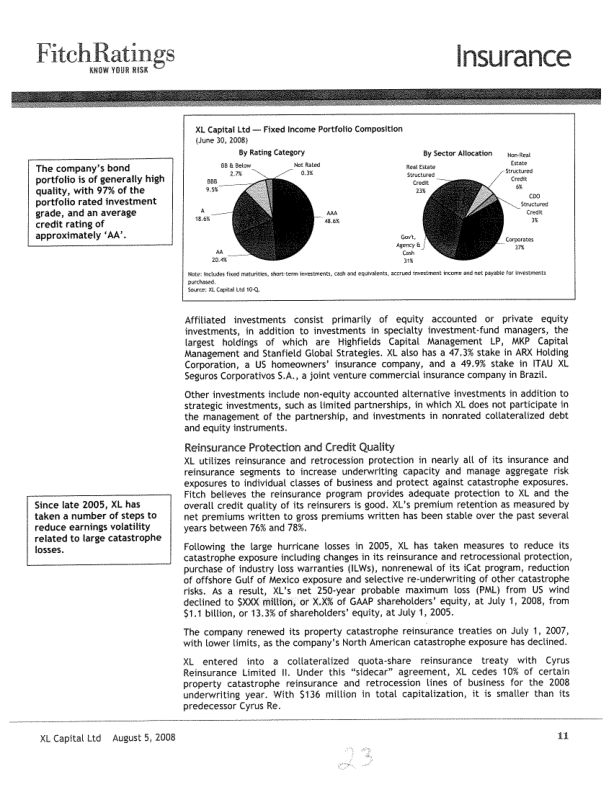 FitchRatings
KNOW YOUR RISK
Insurance
The company's bond
portfolio is of generally high
quality, with 97% of the
portfolio rated investment
grade, and an average
credit rating of
approximately 'AA'.
XL Capital Ltd — Fixed Income Portfolio Composition
(June 30, 2008)
By Rating Category
BB & Below
2.7%
Not Rated
0.3%
BBB
9.5%
A
18.6%
AAA
48.6%
AA
20.4%
By Sector Allocation
Real Estate
Structured
Credit
23%
Non-Real
Estate
Structured
Credit
6%
CDO
Structured
Credit
3%
Gov't,
Agency &
Cash
31%
Corporates
37%
Note: Includes fixed maturities, short-term investments, cash and equivalents, accrued investment income and net payable for investments
purchased.
Source: XL Capital Ltd 10-Q.
Affiliated investments consist primarily of equity accounted or private equity
investments, in addition to investments in specialty investment-fund managers, the
largest holdings of which are Highfields Capital Management LP, MKP Capital
Management and Stanfield Global Strategies. XL also has a 47.3% stake in ARX Holding
Corporation, a US homeowners' insurance company, and a 49.9% stake in ITAU XL
Seguros Corporativos S.A., a joint venture commercial insurance company in Brazil.
Other investments include non-equity accounted alternative investments in addition to
strategic investments, such as limited partnerships, in which XL does not participate in
the management of the partnership, and investments in nonrated collateralized debt
and equity instruments.
Reinsurance Protection and Credit Quality
XL utilizes reinsurance and retrocession protection in nearly all of its insurance and
reinsurance segments to increase underwriting capacity and manage aggregate risk
exposures to individual classes of business and protect against catastrophe exposures.
Fitch believes the reinsurance program provides adequate protection to XL and the
overall credit quality of its reinsurers is good. XL's premium retention as measured by
net premiums written to gross premiums written has been stable over the past several
years between 76% and 78%.
Since late 2005, XL has
taken a number of steps to
reduce earnings volatility
related to large catastrophe
losses.
Following the large hurricane losses in 2005, XL has taken measures to reduce its
catastrophe exposure including changes in its reinsurance and retrocessional protection,
purchase of industry loss warranties (ILWs), nonrenewal of its iCat program, reduction
of offshore Gulf of Mexico exposure and selective re-underwriting of other catastrophe
risks. As a result, XL's net 250-year probable maximum loss (PML) from US wind
declined to $XXX million, or X.X% of GAAP shareholders' equity, at July 1, 2008, from
$1.1 billion, or 13.3% of shareholders' equity, at July 1, 2005.
The company renewed its property catastrophe reinsurance treaties on July 1, 2007,
with lower limits, as the company's North American catastrophe exposure has declined.
XL entered into a collateralized quota-share reinsurance treaty with Cyrus
Reinsurance Limited II. Under this "sidecar" agreement, XL cedes 10% of certain
property catastrophe reinsurance and retrocession lines of business for the 2008
underwriting year. With $136 million in total capitalization, it is smaller than its
predecessor Cyrus Re.
XL Capital Ltd August 5, 2008
11
23